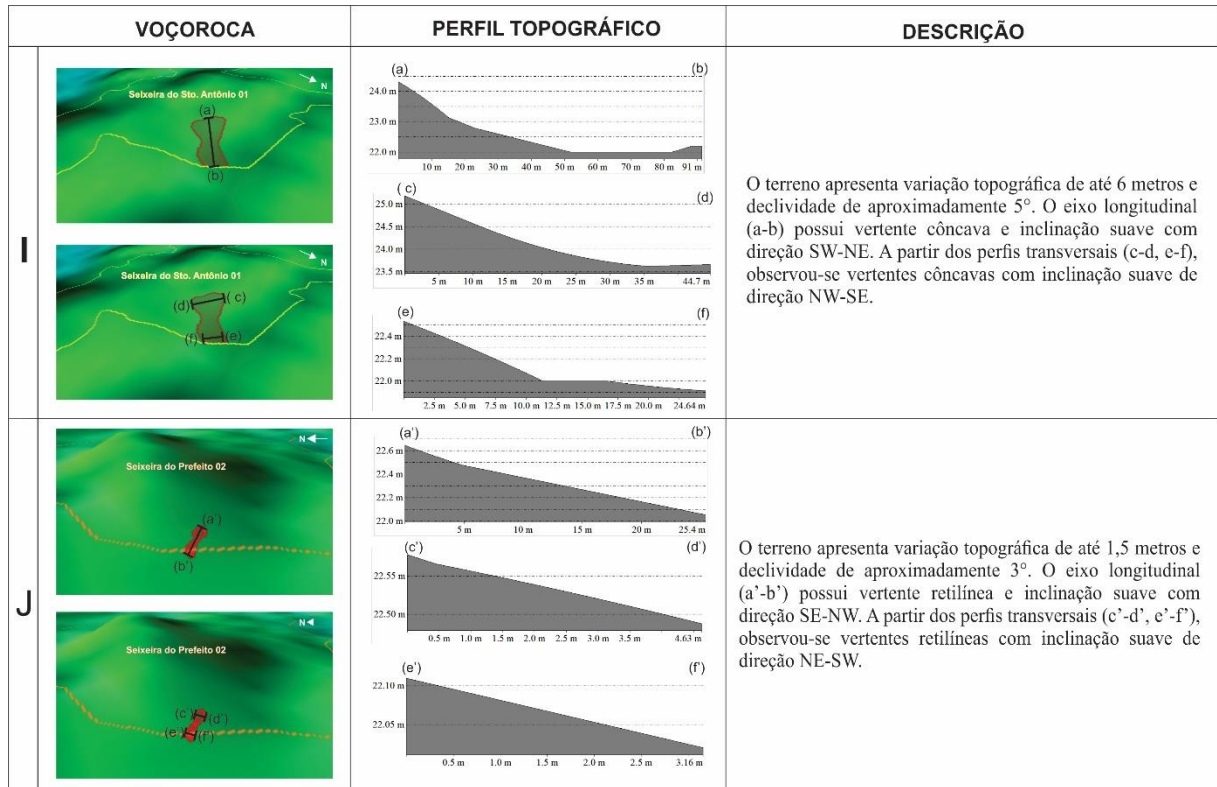 VOÇOROCA
PERFIL TOPOGRÁFICO
DESCRIÇÃO
I
Seixeira do Sto. Antônio 01
N
(a)
(b)
Seixeira do Sto. Antônio 01
N
(d)
( c)
(f)
(e)
(a)
(b)
24.0 m
23.0 m
22.0 m
10 m 20 m 30 m 40 m 50 m 60 m 70 m 80 m 91 m
( c)
(d)
25.0 m
24.5 m
24.0 m
23.5 m
5 m 10 m 15 m 20 m 25 m 30 m 35 m 44.7 m
(e)
(f)
22.4 m
22.2 m
22.0 m
2.5 m 5.0 m 7.5 m 10.0 m 12.5 m 15.0 m 17.5 m 20.0 m 24.64 m
O terreno apresenta variação topográfica de até 6 metros e
declividade de aproximadamente 5°. O eixo longitudinal
(a-b) possui vertente côncava e inclinação suave com
direção SW-NE. A partir dos perfis transversais (c-d, e-f),
observou-se vertentes côncavas com inclinação suave de
direção NW-SE.
J
Seixeira do Prefeito 02
N
(a')
(b')
Seixeira do Prefeito 02
N
(c')
(d')
(e')
(f')
(a')
(b')
22.6 m
22.4 m
22.2 m
22.0 m
5 m 10 m 15 m 20 m 25.4 m
(c')
(d')
22.55 m
22.50 m
0.5 m 1.0 m 1.5 m 2.0 m 2.5 m 3.0 m 3.5 m 4.63 m
(e')
(f')
22.10 m
22.05 m
0.5 m 1.0 m 1.5 m 2.0 m 2.5 m 3.16 m
O terreno apresenta variação topográfica de até 1,5 metros e
declividade de aproximadamente 3°. O eixo longitudinal
(a'-b') possui vertente retilínea e inclinação suave com
direção SE-NW. A partir dos perfis transversais (c'-d', e'-f'),
observou-se vertentes retilíneas com inclinação suave de
direção NE-SW.